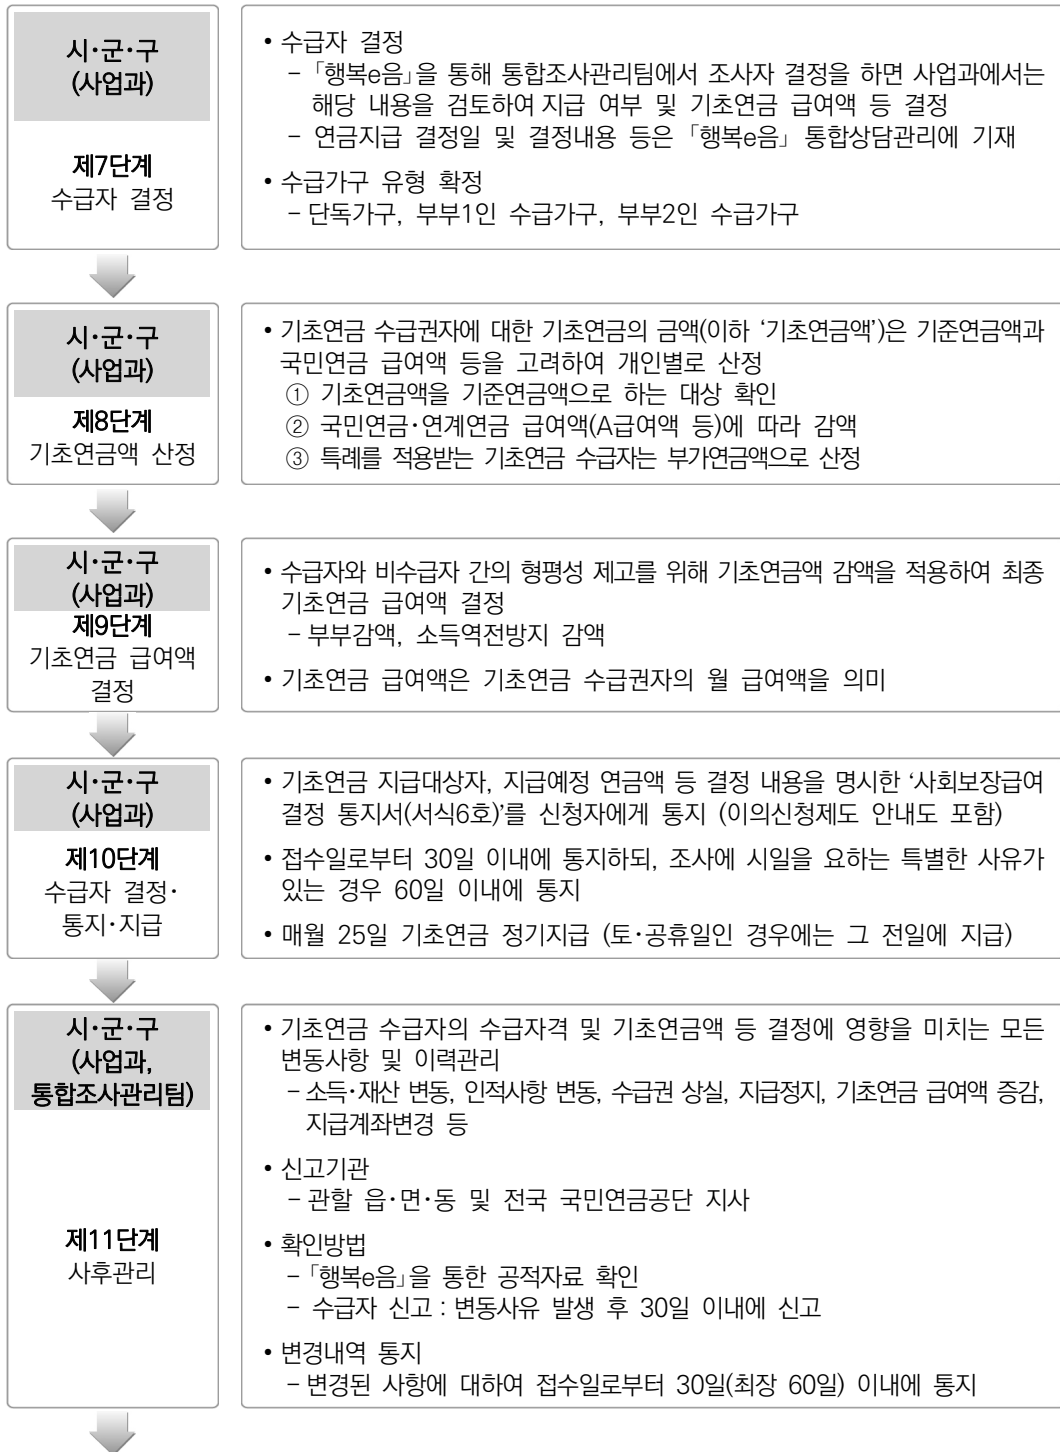 시·군·구
(사업과)
제7단계
수급자 결정
• 수급자 결정
- 「행복e음」을 통해 통합조사관리팀에서 조사자 결정을 하면 사업과에서는
해당 내용을 검토하여 지급 여부 및 기초연금 급여액 등 결정
- 연금지급 결정일 및 결정내용 등은 「행복e음」 통합상담관리에 기재
• 수급가구 유형 확정
- 단독가구, 부부1인 수급가구, 부부2인 수급가구
시·군·구
(사업과)
제8단계
기초연금액 산정
• 기초연금 수급권자에 대한 기초연금의 금액(이하 ‘기초연금액’)은 기준연금액과
국민연금 급여액 등을 고려하여 개인별로 산정
① 기초연금액을 기준연금액으로 하는 대상 확인
② 국민연금·연계연금 급여액(A급여액 등)에 따라 감액
③ 특례를 적용받는 기초연금 수급자는 부가연금액으로 산정
시·군·구
(사업과)
제9단계
기초연금 급여액
결정
• 수급자와 비수급자 간의 형평성 제고를 위해 기초연금액 감액을 적용하여 최종
기초연금 급여액 결정
- 부부감액, 소득역전방지 감액
• 기초연금 급여액은 기초연금 수급권자의 월 급여액을 의미
시·군·구
(사업과)
제10단계
수급자 결정·
통지·지급
• 기초연금 지급대상자, 지급예정 연금액 등 결정 내용을 명시한 ‘사회보장급여
결정 통지서(서식6호)’를 신청자에게 통지 (이의신청제도 안내도 포함)
• 접수일로부터 30일 이내에 통지하되, 조사에 시일을 요하는 특별한 사유가
있는 경우 60일 이내에 통지
• 매월 25일 기초연금 정기지급 (토·공휴일인 경우에는 그 전일에 지급)
시·군·구
(사업과,
통합조사관리팀)
제11단계
사후관리
• 기초연금 수급자의 수급자격 및 기초연금액 등 결정에 영향을 미치는 모든
변동사항 및 이력관리
- 소득·재산 변동, 인적사항 변동, 수급권 상실, 지급정지, 기초연금 급여액 증감,
지급계좌변경 등
• 신고기관
- 관할 읍·면·동 및 전국 국민연금공단 지사
• 확인방법
- 「행복e음」을 통한 공적자료 확인
- 수급자 신고 : 변동사유 발생 후 30일 이내에 신고
• 변경내역 통지
- 변경된 사항에 대하여 접수일로부터 30일(최장 60일) 이내에 통지